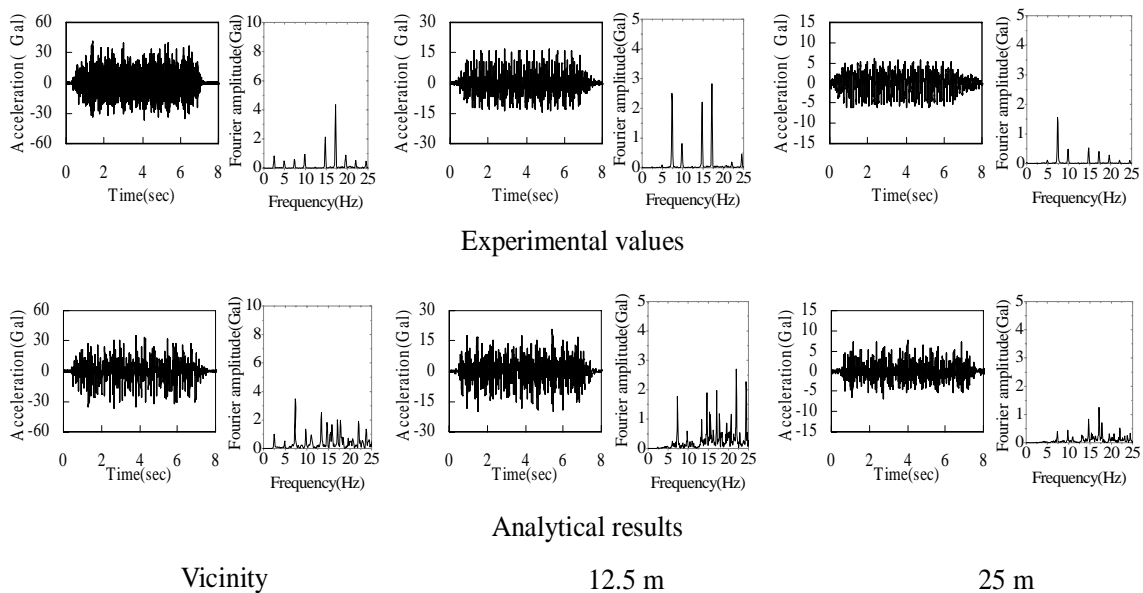 Acceleration( Gal)
60
30
0
-30
-60
0 2 4 6 8
Time(sec)
Fourier amplitude(Gal)
10
8
6
4
2
0
0 5 10 15 20 25
Frequency(Hz)
Acceleration( Gal)
30
15
0
-15
-30
0 2 4 6 8
Time(sec)
Fourier amplitude(Gal)
5
4
3
2
1
0
0 5 10 15 20 25
Frequency(Hz)
Acceleration( Gal)
15
10
5
0
-5
-10
-15
0 2 4 6 8
Time(sec)
Fourier amplitude(Gal)
5
4
3
2
1
0
0 5 10 15 20 25
Frequency(Hz)
Experimental values
Acceleration(Gal)
60
30
0
-30
-60
0 2 4 6 8
Time(sec)
Fourier amplitude(Gal)
10
8
6
4
2
0
0 5 10 15 20 25
Frequency(Hz)
Acceleration(Gal)
30
15
0
-15
-30
0 2 4 6 8
Time(sec)
Fourier amplitude(Gal)
5
4
3
2
1
0
0 5 10 15 20 25
Frequency(Hz)
Acceleration(Gal)
15
10
5
0
-5
-10
-15
0 2 4 6 8
Time(sec)
Fourier amplitude(Gal)
5
4
3
2
1
0
0 5 10 15 20 25
Frequency(Hz)
Analytical results
Vicinity 12.5 m 25 m